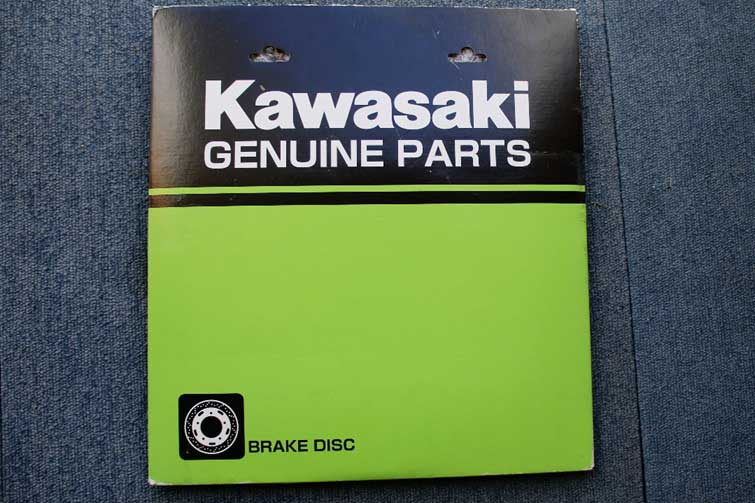 Kawasaki
GENUINE PARTS
BRAKE DISC